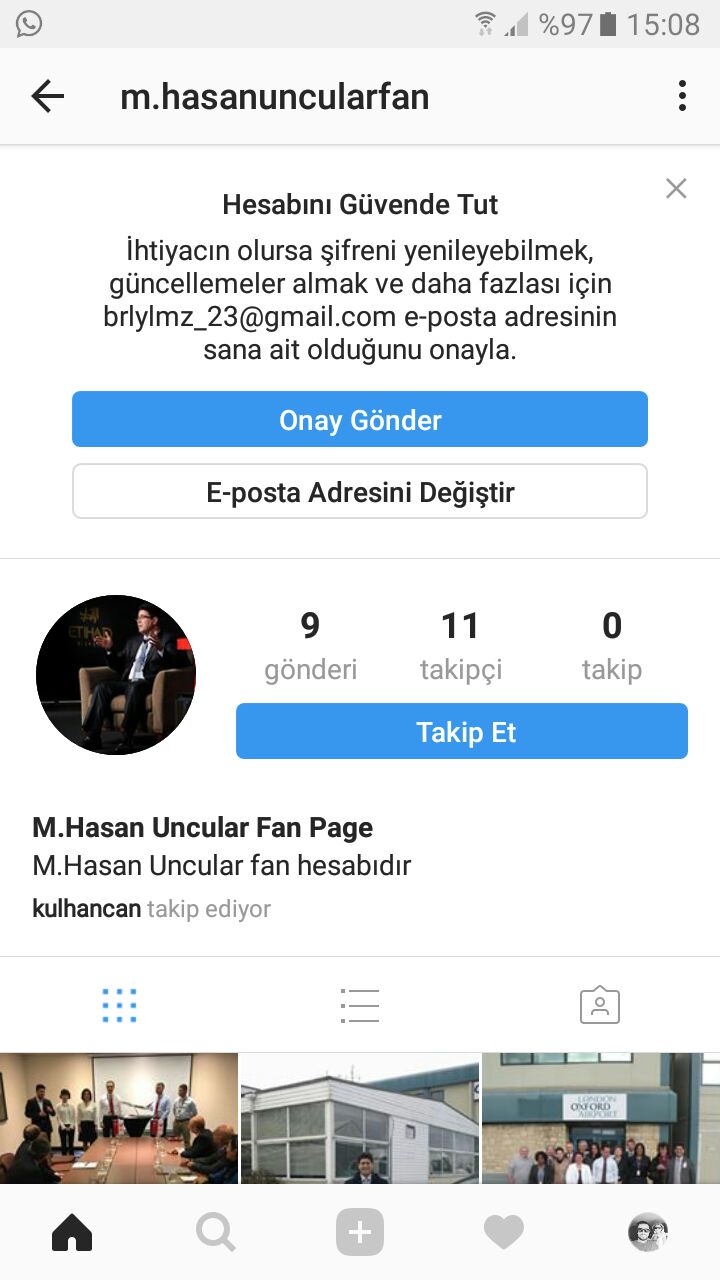 %97 15:08
m.hasanuncularfan
Hesabını Güvende Tut
İhtiyacın olursa şifreni yenileyebilmek,
güncellemeler almak ve daha fazlası için
brlylmz_23@gmail.com e-posta adresinin
sana ait olduğunu onayla.
Onay Gönder
E-posta Adresini Değiştir
ETIHAD
9 11 0
gönderi takipçi takip
Takip Et
M.Hasan Uncular Fan Page
M.Hasan Uncular fan hesabıdır
kulhancan takip ediyor
LONDON
OXFORD
AIRPORT